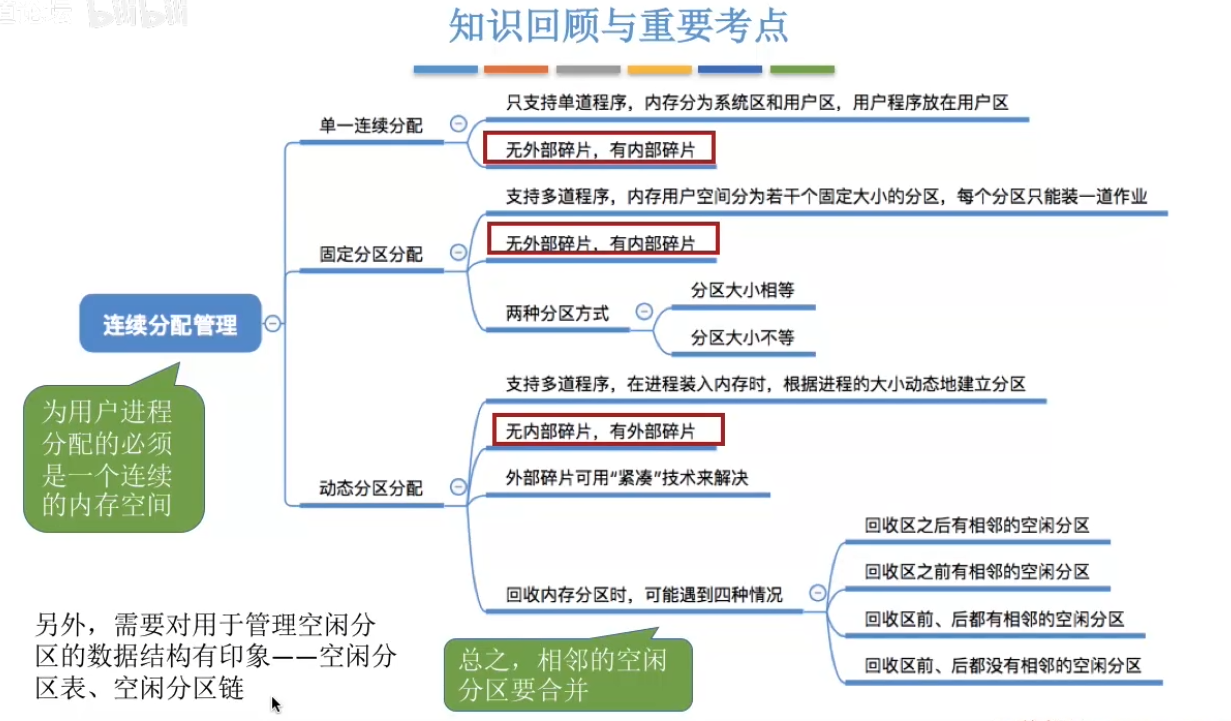 知识回顾与重要考点
只支持单道程序，内存分为系统区和用户区，用户程序放在用户区
单一连续分配
无外部碎片，有内部碎片
支持多道程序，内存用户空间分为若干个固定大小的分区，每个分区只能装一道作业
无外部碎片，有内部碎片
固定分区分配
分区大小相等
两种分区方式
分区大小不等
连续分配管理
为用户进程
分配的必须
是一个连续
的内存空间
支持多道程序，在进程装入内存时，根据进程的大小动态地建立分区
无内部碎片，有外部碎片
外部碎片可用“紧凑”技术来解决
动态分区分配
回收区之后有相邻的空闲分区
回收区之前有相邻的空闲分区
回收内存分区时，可能遇到四种情况
回收区前、后都有相邻的空闲分区
回收区前、后都没有相邻的空闲分区
总之，相邻的空闲
分区要合并
另外，需要对用于管理空闲分
区的数据结构有印象——空闲分
区表、空闲分区链
bilibili